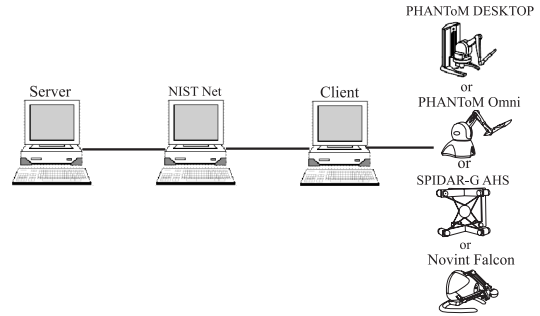 PHANToM DESKTOP
Server
NIST Net
Client
or
PHANToM Omni
or
SPIDAR-G AHS
or
Novint Falcon